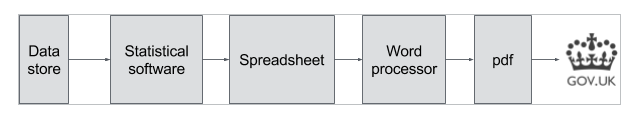 Data
store
Statistical
software
Spreadsheet
Word
processor
pdf
GOV.UK